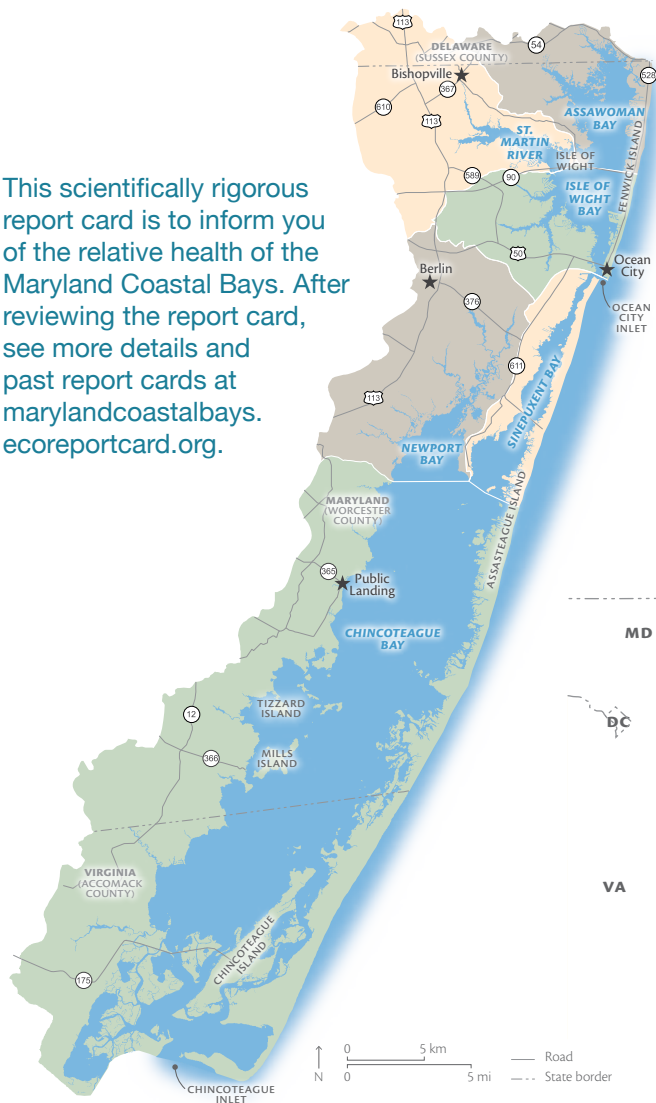 This scientifically rigorous
report card is to inform you
of the relative health of the
Maryland Coastal Bays. After
reviewing the report card,
see more details and
past report cards at
marylandcoastalbays.
ecoreportcard.org.
113
DELAWARE
(SUSSEX COUNTY)
54
Bishopville
528
367
610
113
ASSAWOMAN
BAY
ST.
MARTIN
RIVER
ISLE OF
WIGHT
FENWICK ISLAND
589
90
ISLE OF
WIGHT
BAY
50
Ocean
City
Berlin
376
OCEAN
CITY
INLET
611
113
SINEPUXENT BAY
NEWPORT
BAY
MARYLAND
(WORCESTER
COUNTY)
ASSATEAGUE ISLAND
365
Public
Landing
CHINCOTEAGUE
BAY
MD
TIZZARD
ISLAND
12
DC
366
MILLS
ISLAND
VIRGINIA
(ACCOMACK
COUNTY)
VA
CHINCOTEAGUE
ISLAND
175
N
0
5 km
0
5 mi
Road
State border
CHINCOTEAGUE
INLET